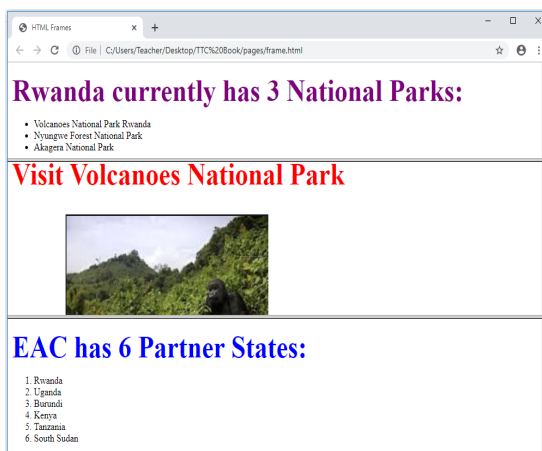 HTML Frames
File C:/Users/Teacher/Desktop/TTC%20Book/pages/frame.html
Rwanda currently has 3 National Parks:
Volcanoes National Park Rwanda
Nyungwe Forest National Park
Akagera National Park
Visit Volcanoes National Park
EAC has 6 Partner States:
1. Rwanda
2. Uganda
3. Burundi
4. Kenya
5. Tanzania
6. South Sudan